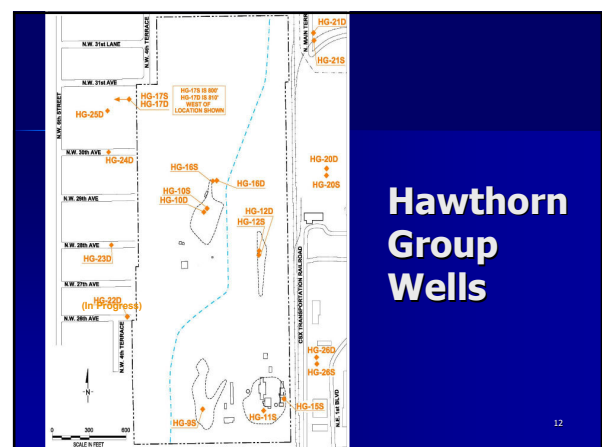 N.W. 31st LANE
N.W. 4th TERRACE
N. MAIN TERR
HG-21D
HG-21S
N.W. 31st AVE
HG-17S
HG-17D
HG-17S IS 890'
HG-17D IS 810'
WEST OF
LOCATION SHOWN
N.W. 6th STREET
HG-25D
N.W. 30th AVE
HG-24D
HG-16S
HG-16D
HG-20D
HG-20S
N.W. 29th AVE
HG-10S
HG-10D
HG-12D
HG-12S
N.W. 28th AVE
HG-23D
CSX TRANSPORTATION RAILROAD
N.W. 27th AVE
HG-22D
(In Progress)
N.W. 26th AVE
N.W. 4th TERRACE
HG-26D
HG-26S
-N-
HG-9S
HG-11S
HG-15S
N.E. 1st BLVD
0 300 600
SCALE IN FEET
Hawthorn
Group
Wells
12